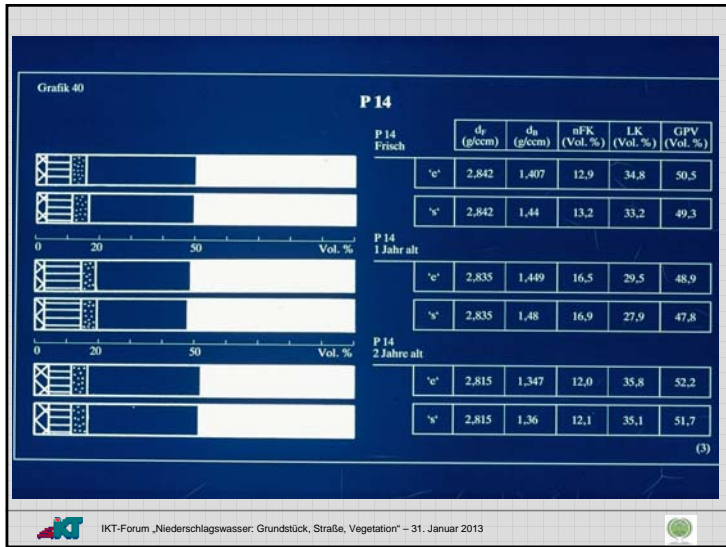 Grafik 40
P 14
P 14 Frisch
dF (g/ccm) dB (g/ccm) nFK (Vol. %) LK (Vol. %) GPV (Vol. %)
'e' 2,842 1,407 12,9 34,8 50,5
's' 2,842 1,44 13,2 33,2 49,3
0 20 50 Vol. %
P 14 1 Jahr alt
'e' 2,835 1,449 16,5 29,5 48,9
's' 2,835 1,48 16,9 27,9 47,8
0 20 50 Vol. %
P 14 2 Jahre alt
'e' 2,815 1,347 12,0 35,8 52,2
's' 2,815 1,36 12,1 35,1 51,7
(3)
IKT IKT-Forum „Niederschlagswasser: Grundstück, Straße, Vegetation“ – 31. Januar 2013